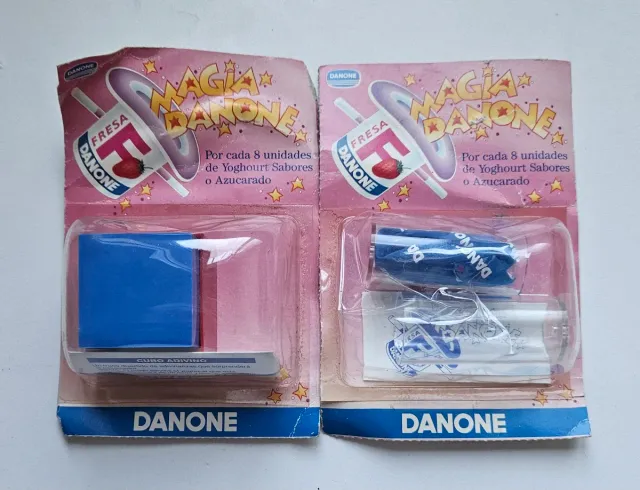 DANONE
MAGIA
DANONE
FRESA
F
DANONE
Por cada 8 unidades
de Yoghourt Sabores
o Azucarado
CUBO ADIVINO
DANONE
DANONE
MAGIA
DANONE
FRESA
F
DANONE
Por cada 8 unidades
de Yoghourt Sabores
o Azucarado
DANONE
DANONE